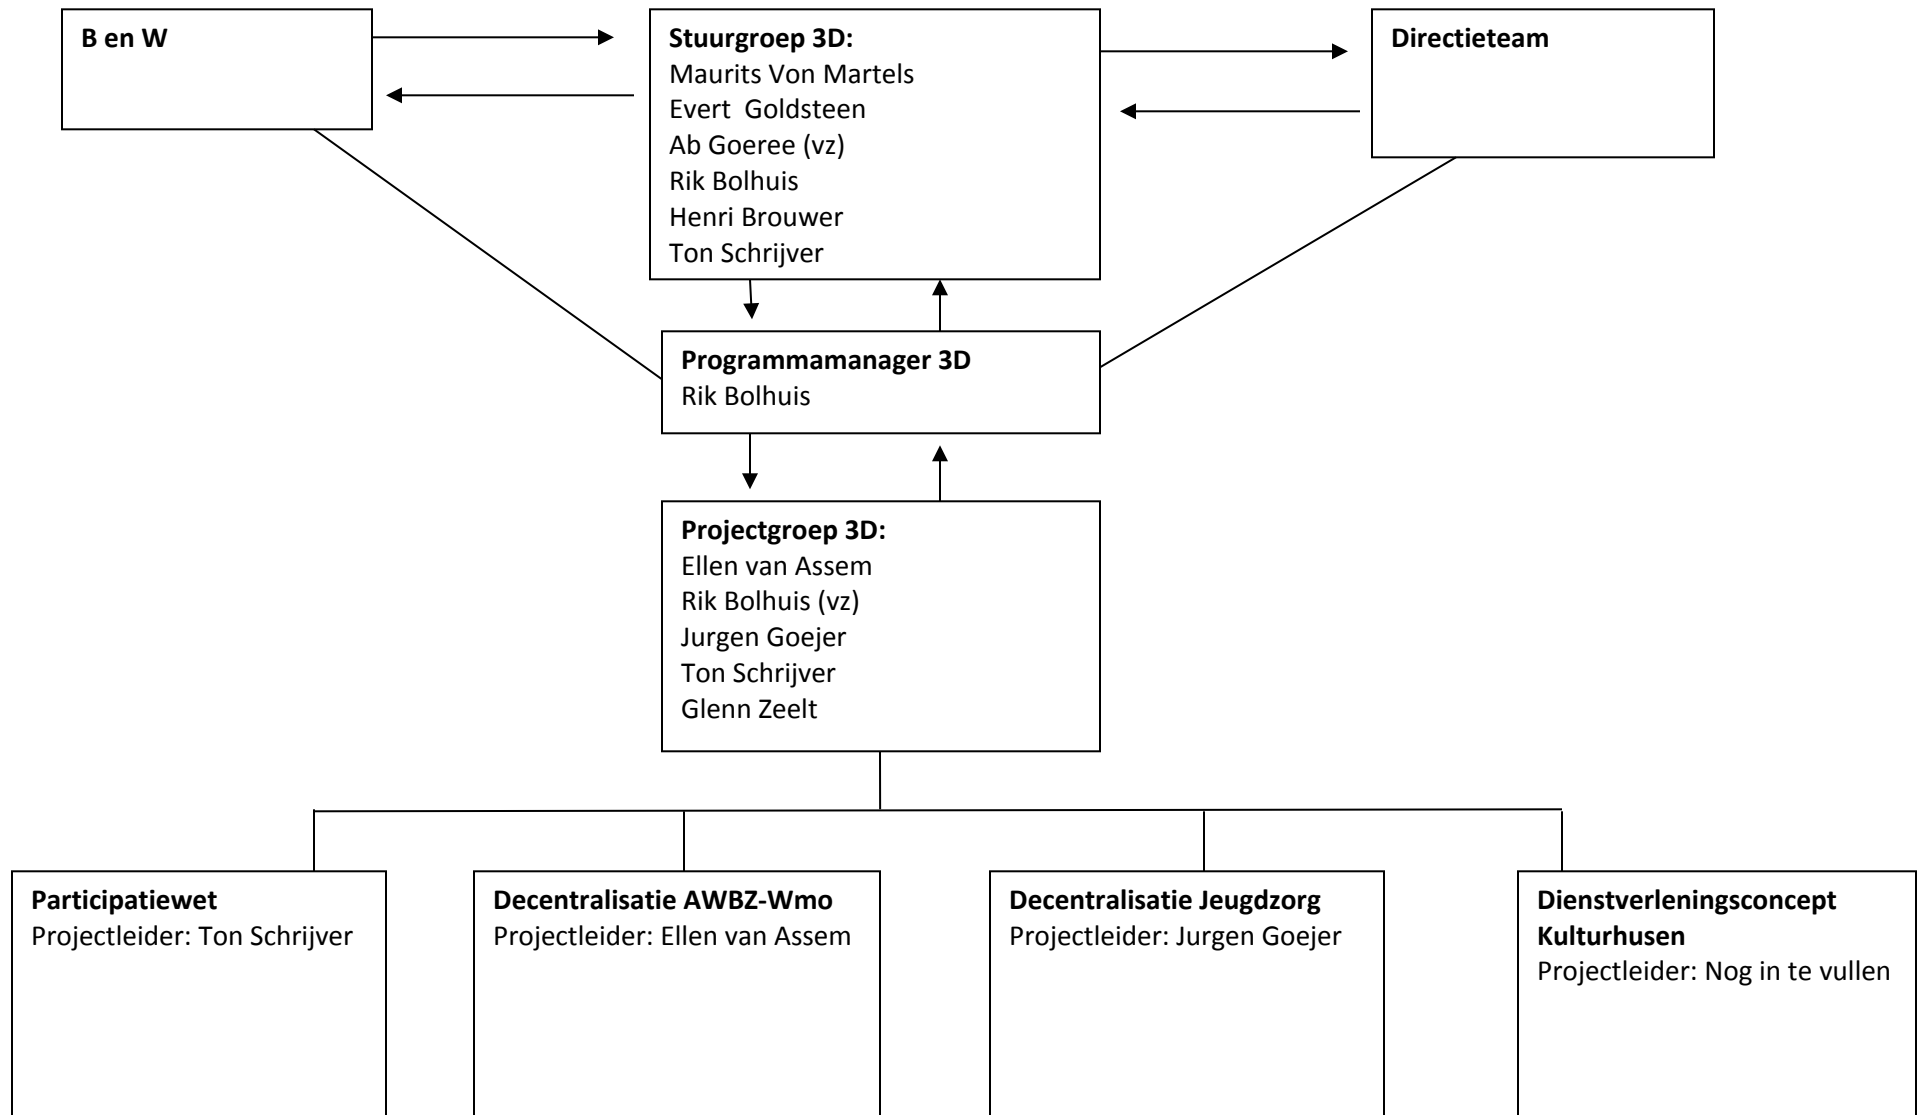 B en W
Stuurgroep 3D:
Maurits Von Martels
Evert  Goldsteen
Ab Goeree (vz)
Rik Bolhuis
Henri Brouwer
Ton Schrijver
Directieteam
Programmamanager 3D
Rik Bolhuis
Projectgroep 3D:
Ellen van Assem
Rik Bolhuis (vz)
Jurgen Goejer
Ton Schrijver
Glenn Zeelt
Participatiewet
Projectleider: Ton Schrijver
Decentralisatie AWBZ-Wmo
Projectleider: Ellen van Assem
Decentralisatie Jeugdzorg
Projectleider: Jurgen Goejer
Dienstverleningsconcept
Kulturhusen
Projectleider: Nog in te vullen